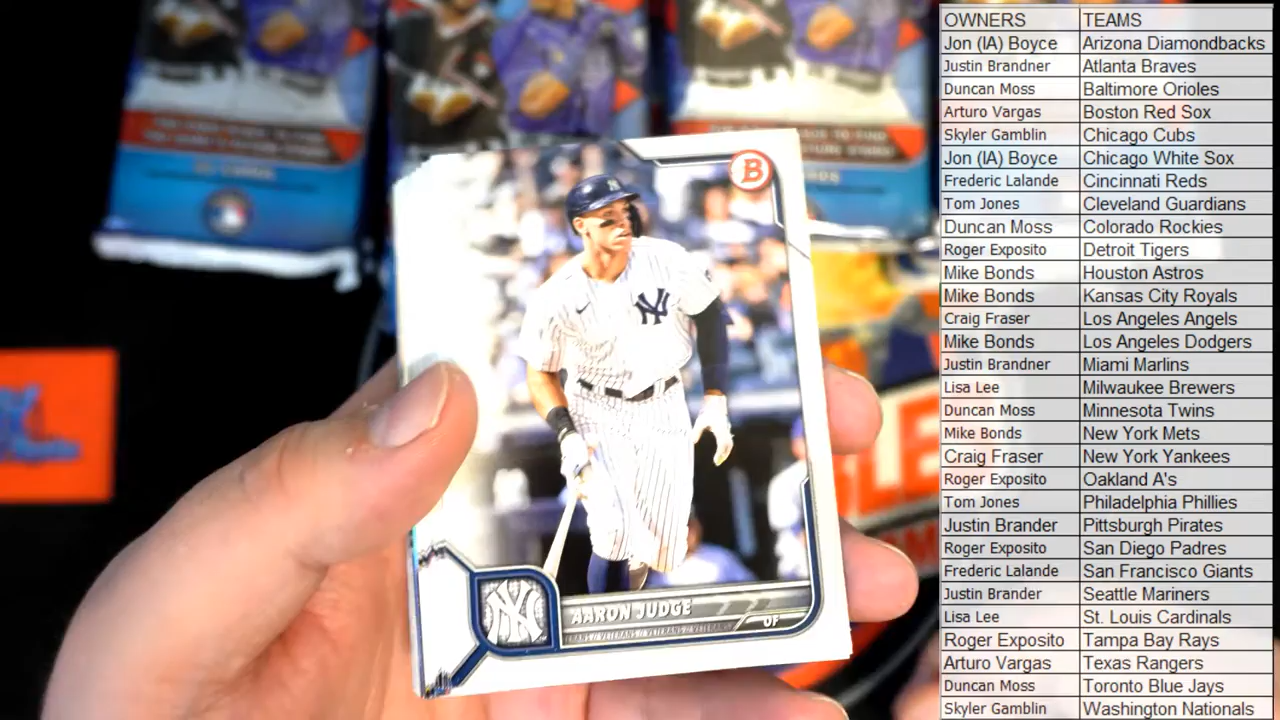 OWNERS TEAMS
Jon (IA) Boyce Arizona Diamondbacks
Justin Brandner Atlanta Braves
Duncan Moss Baltimore Orioles
Arturo Vargas Boston Red Sox
Skyler Gamblin Chicago Cubs
Jon (IA) Boyce Chicago White Sox
Frederic Lalande Cincinnati Reds
Tom Jones Cleveland Guardians
Duncan Moss Colorado Rockies
Roger Exposito Detroit Tigers
Mike Bonds Houston Astros
Mike Bonds Kansas City Royals
Craig Fraser Los Angeles Angels
Mike Bonds Los Angeles Dodgers
Justin Brandner Miami Marlins
Lisa Lee Milwaukee Brewers
Duncan Moss Minnesota Twins
Mike Bonds New York Mets
Craig Fraser New York Yankees
Roger Exposito Oakland A's
Tom Jones Philadelphia Phillies
Justin Brander Pittsburgh Pirates
Roger Exposito San Diego Padres
Frederic Lalande San Francisco Giants
Justin Brander Seattle Mariners
Lisa Lee St. Louis Cardinals
Roger Exposito Tampa Bay Rays
Arturo Vargas Texas Rangers
Duncan Moss Toronto Blue Jays
Skyler Gamblin Washington Nationals
B
NY
NY
AARON JUDGE
VETERANS // VETERANS // VETERANS
OF